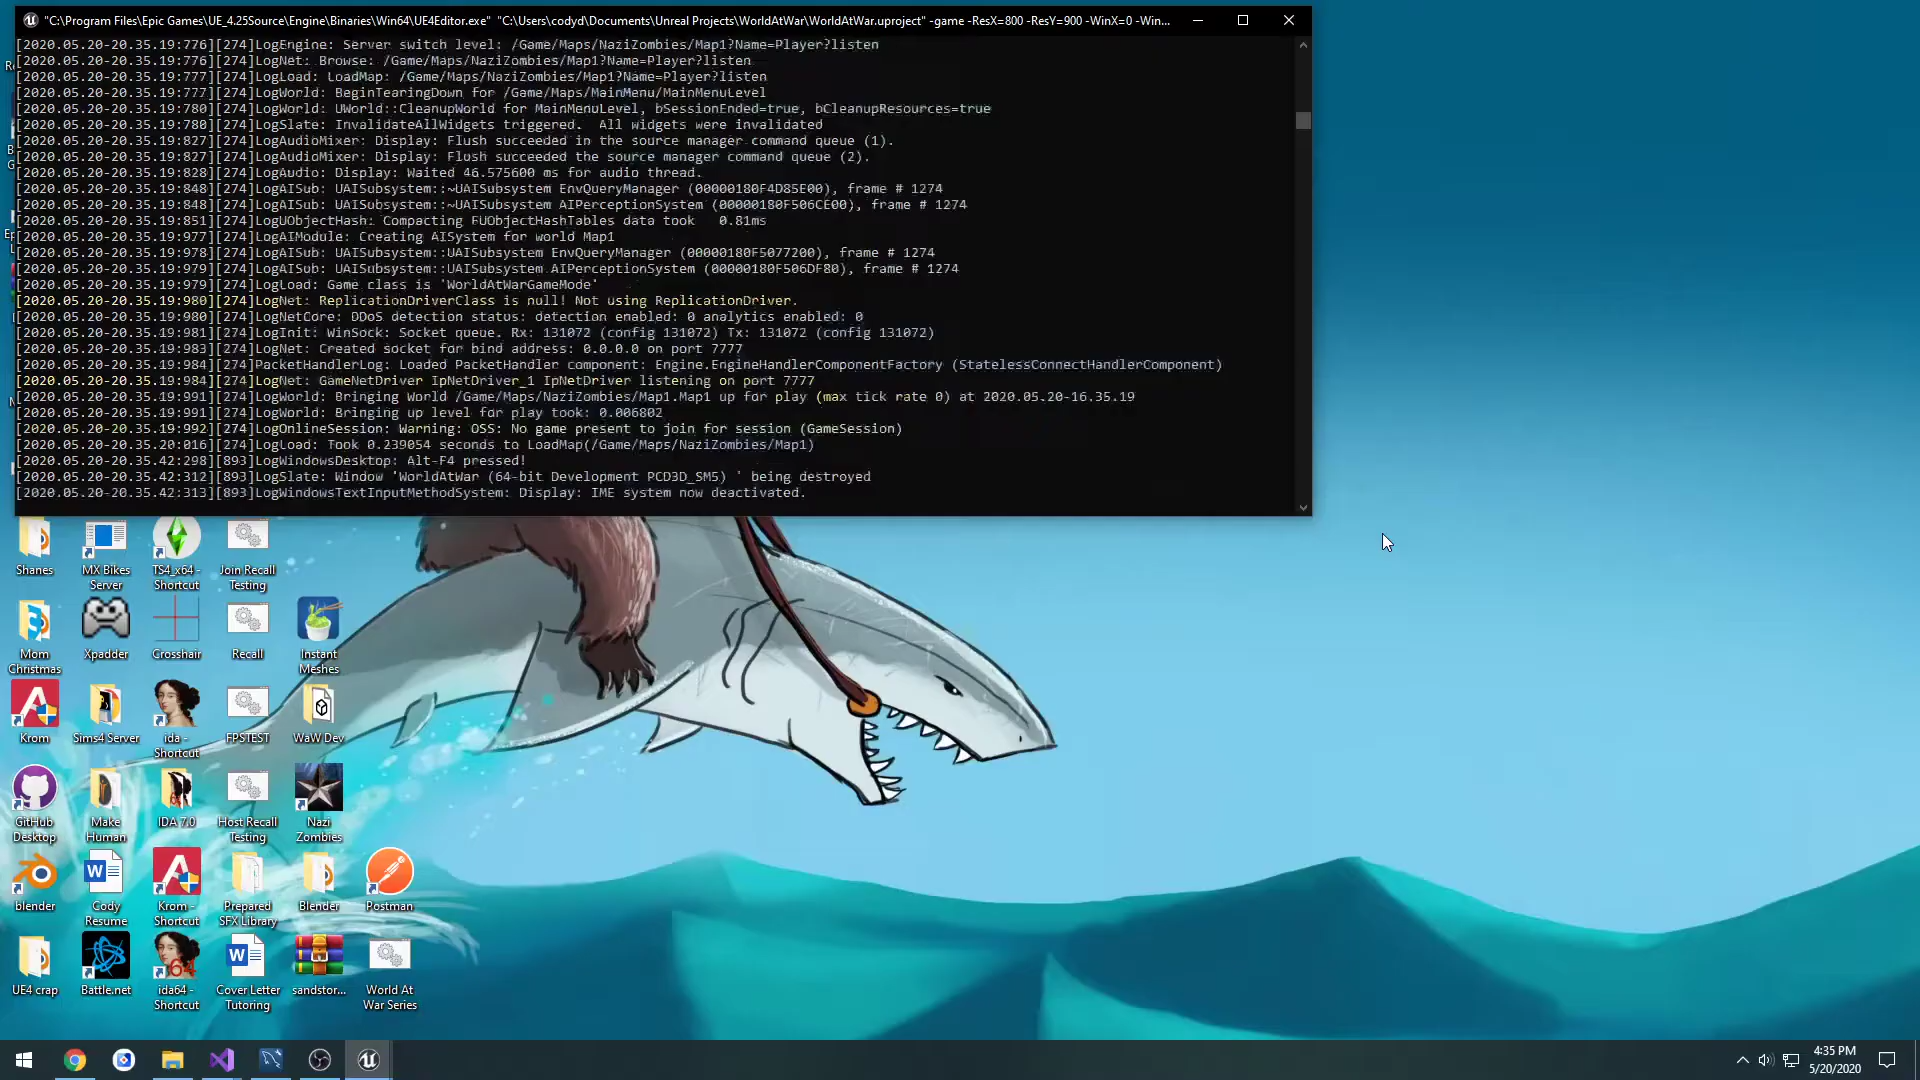 "C:\Program Files\Epic Games\UE_4.25Source\Engine\Binaries\Win64\UE4Editor.exe" "C:\Users\codyd\Documents\Unreal Projects\WorldAtWar\WorldAtWar.uproject" -game -ResX=800 -ResY=900 -WinX=0 -Win...
[2020.05.20-20.35.19:776][274]LogEngine: Server switch level: /Game/Maps/NaziZombies/Map1?Name=Player?listen
[2020.05.20-20.35.19:776][274]LogNet: Browse: /Game/Maps/NaziZombies/Map1?Name=Player?listen
[2020.05.20-20.35.19:777][274]LogLoad: LoadMap: /Game/Maps/NaziZombies/Map1?Name=Player?listen
[2020.05.20-20.35.19:777][274]LogWorld: BeginTearingDown for /Game/Maps/MainMenu/MainMenuLevel
[2020.05.20-20.35.19:780][274]LogWorld: UWorld::CleanupWorld for MainMenuLevel, bSessionEnded=true, bCleanupResources=true
[2020.05.20-20.35.19:780][274]LogSlate: InvalidateAllWidgets triggered.  All widgets were invalidated
[2020.05.20-20.35.19:827][274]LogAudioMixer: Display: Flush succeeded in the source manager command queue (1).
[2020.05.20-20.35.19:827][274]LogAudioMixer: Display: Flush succeeded the source manager command queue (2).
[2020.05.20-20.35.19:828][274]LogAudio: Display: Waited 46.575600 ms for audio thread.
[2020.05.20-20.35.19:848][274]LogAISub: UAISubsystem::~UAISubsystem EnvQueryManager (00000180F4D85E00), frame # 1274
[2020.05.20-20.35.19:848][274]LogAISub: UAISubsystem::~UAISubsystem AIPerceptionSystem (00000180F506CE00), frame # 1274
[2020.05.20-20.35.19:851][274]LogUObjectHash: Compacting FUObjectHashTables data took   0.81ms
[2020.05.20-20.35.19:977][274]LogAIModule: Creating AISystem for world Map1
[2020.05.20-20.35.19:978][274]LogAISub: UAISubsystem::UAISubsystem EnvQueryManager (00000180F5077200), frame # 1274
[2020.05.20-20.35.19:979][274]LogAISub: UAISubsystem::UAISubsystem AIPerceptionSystem (00000180F506DF80), frame # 1274
[2020.05.20-20.35.19:979][274]LogLoad: Game class is 'WorldAtWarGameMode'
[2020.05.20-20.35.19:980][274]LogNet: ReplicationDriverClass is null! Not using ReplicationDriver.
[2020.05.20-20.35.19:980][274]LogNetCore: DDoS detection status: detection enabled: 0 analytics enabled: 0
[2020.05.20-20.35.19:981][274]LogInit: WinSock: Socket queue. Rx: 131072 (config 131072) Tx: 131072 (config 131072)
[2020.05.20-20.35.19:983][274]LogNet: Created socket for bind address: 0.0.0.0 on port 7777
[2020.05.20-20.35.19:984][274]PacketHandlerLog: Loaded PacketHandler component: Engine.EngineHandlerComponentFactory (StatelessConnectHandlerComponent)
[2020.05.20-20.35.19:984][274]LogNet: GameNetDriver IpNetDriver_1 IpNetDriver listening on port 7777
[2020.05.20-20.35.19:991][274]LogWorld: Bringing World /Game/Maps/NaziZombies/Map1.Map1 up for play (max tick rate 0) at 2020.05.20-16.35.19
[2020.05.20-20.35.19:991][274]LogWorld: Bringing up level for play took: 0.006802
[2020.05.20-20.35.19:992][274]LogOnlineSession: Warning: OSS: No game present to join for session (GameSession)
[2020.05.20-20.35.20:016][274]LogLoad: Took 0.239054 seconds to LoadMap(/Game/Maps/NaziZombies/Map1)
[2020.05.20-20.35.42:298][893]LogWindowsDesktop: Alt-F4 pressed!
[2020.05.20-20.35.42:312][893]LogSlate: Window 'WorldAtWar (64-bit Development PCD3D_SM5) ' being destroyed
[2020.05.20-20.35.42:313][893]LogWindowsTextInputMethodSystem: Display: IME system now deactivated.
Shanes
MX Bikes
Server
TS4_x64 -
Shortcut
Join Recall
Testing
Mom
Christmas
Xpadder
Crosshair
Recall
Instant
Meshes
Krom
Sims4 Server
ida -
Shortcut
FPSTEST
WaW Dev
GitHub
Desktop
Make
Human
IDA 7.0
Host Recall
Testing
Nazi
Zombies
blender
Cody
Resume
Krom -
Shortcut
Prepared
SFX Library
Blender
Postman
UE4 crap
Battle.net
ida64 -
Shortcut
Cover Letter
Tutoring
sandstor...
World At
War Series
4:35 PM
5/20/2020